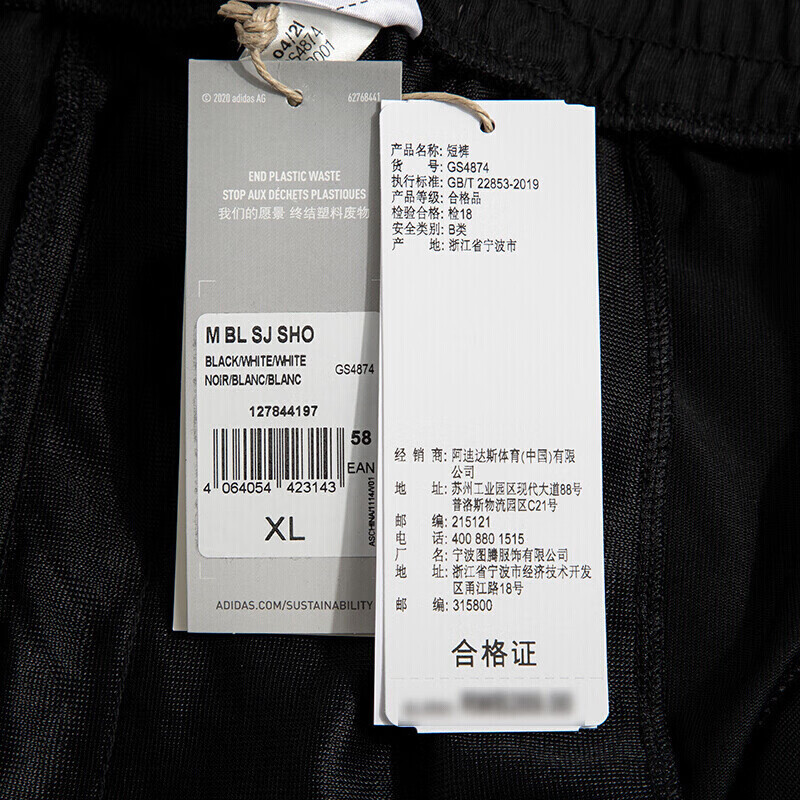 04/21
GS4874
© 2020 adidas AG
62768441
END PLASTIC WASTE
STOP AUX DÉCHETS PLASTIQUES
我们的愿景 终结塑料废物
M BL SJ SHO
BLACK/WHITE/WHITE
NOIR/BLANC/BLANC
GS4874
127844197
58
EAN
4 064054 423143
XL
ADIDAS.COM/SUSTAINABILITY
产品名称: 短裤
货 号: GS4874
执行标准: GB/T 22853-2019
产品等级: 合格品
检验合格: 检18
安全类别: B类
产 地: 浙江省宁波市
经 销 商: 阿迪达斯体育(中国)有限
公司
地 址: 苏州工业园区现代大道88号
普洛斯物流园区C21号
邮 编: 215121
电 话: 400 880 1515
厂 名: 宁波图腾服饰有限公司
地 址: 浙江省宁波市经济技术开发
区甬江路18号
邮 编: 315800
合格证